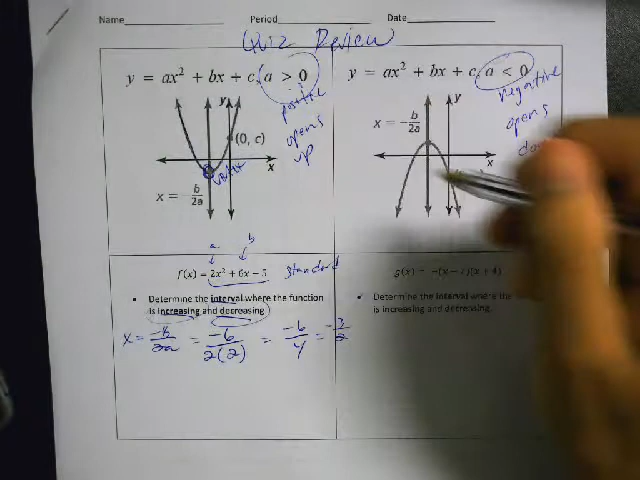 Name Period Date
Quiz Review
y = ax² + bx + c, a > 0
positive
opens
up
(0, c)
x
y
vertex
x = -b/2a
y = ax² + bx + c, a < 0
negative
opens
x = -b/2a
y
x
a b
f(x) = 2x² + 6x - 5 standard
• Determine the interval where the function
is increasing and decreasing
x = -b/2a = -6/2(2) = -6/4 = -3/2
• Determine the interval where the
is increasing and decreasing.